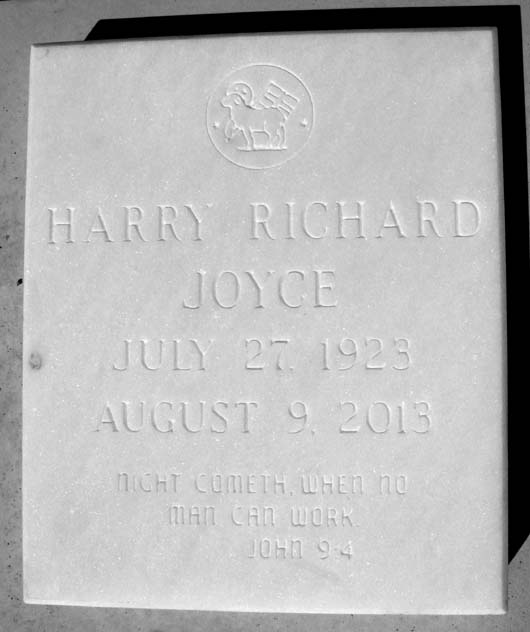 HARRY RICHARD
JOYCE
JULY 27, 1923
AUGUST 9, 2013
NIGHT COMETH, WHEN NO
MAN CAN WORK.
JOHN 9:4